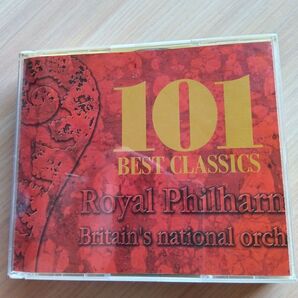 101
BEST CLASSICS
Royal Philharm
Britain's national orch